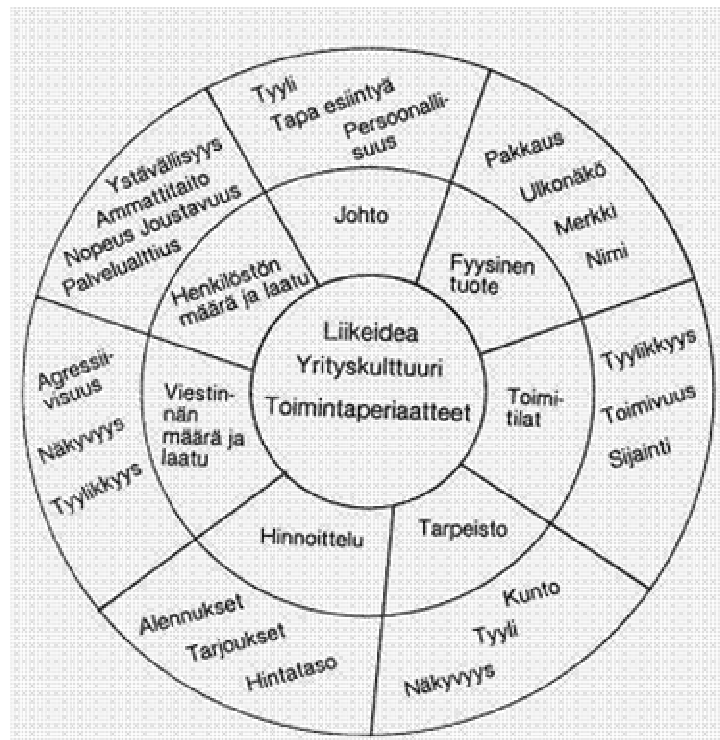 Tyyli
Tapa esiintyä
Persoonalli-
suus
Pakkaus
Ulkonäkö
Merkki
Nimi
Ystävällisyys
Ammattitaito
Nopeus Joustavuus
Palvelualttius
Johto
Fyysinen
tuote
Henkilöstön
määrä ja laatu
Liikeidea
Yrityskulttuuri
Toimintaperiaatteet
Tyylikkyys
Toimivuus
Sijainti
Toimi-
tilat
Agressii-
visuus
Näkyvyys
Tyylikkyys
Viestin-
nän
määrä ja
laatu
Hinnoittelu
Tarpeisto
Alennukset
Tarjoukset
Hintataso
Kunto
Tyyli
Näkyvyys